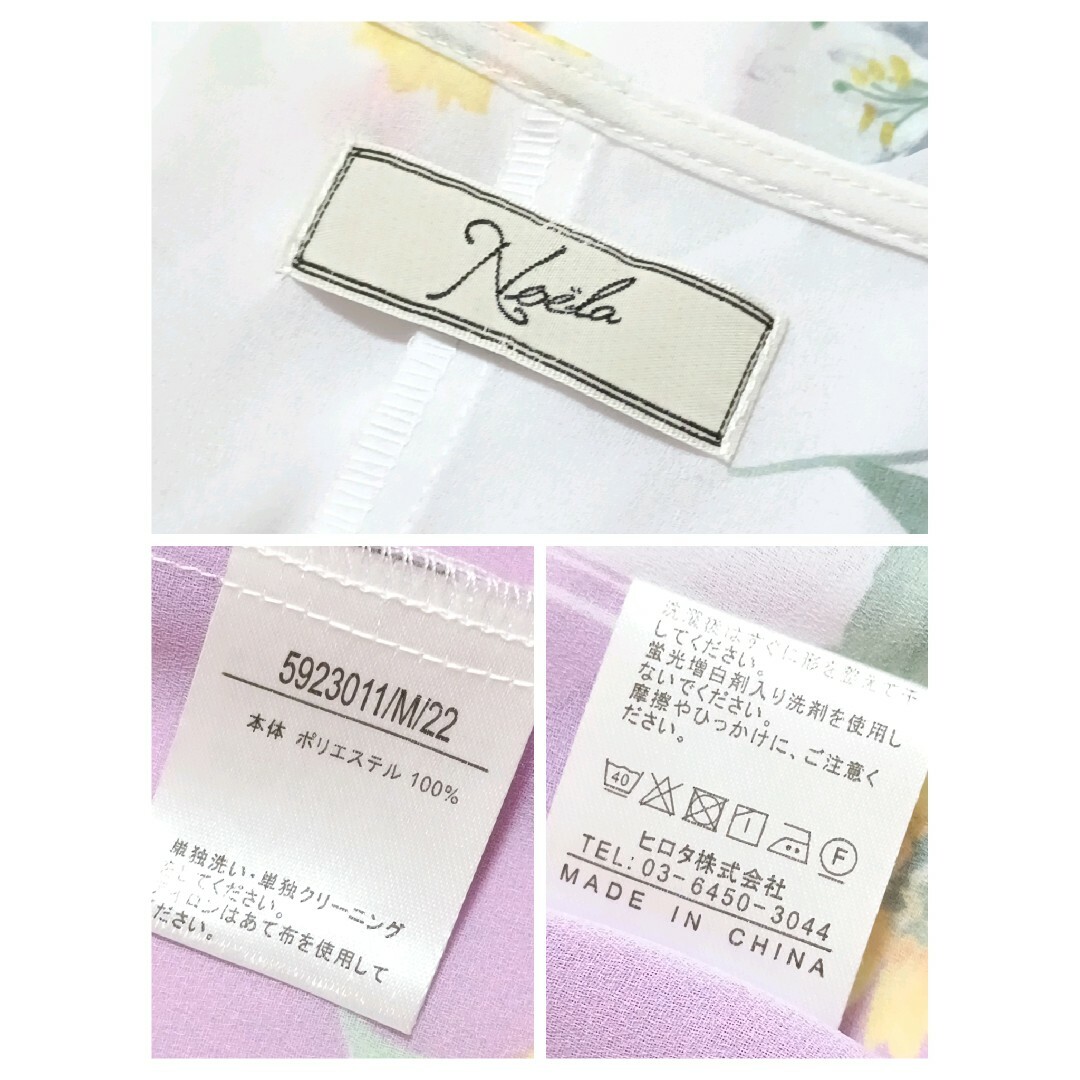 Noëla
5923011/M/22
本体 ポリエステル 100%
単独洗い・単独クリーニング
してください。
アイロンはあて布を使用して
ください。
洗濯後はすぐに形を整えて干
してください。
蛍光増白剤入り洗剤を使用し
ないでください。
摩擦やひっかけに、ご注意く
ださい。
40
F
ヒロタ株式会社
TEL:03-6450-3044
MADE IN CHINA